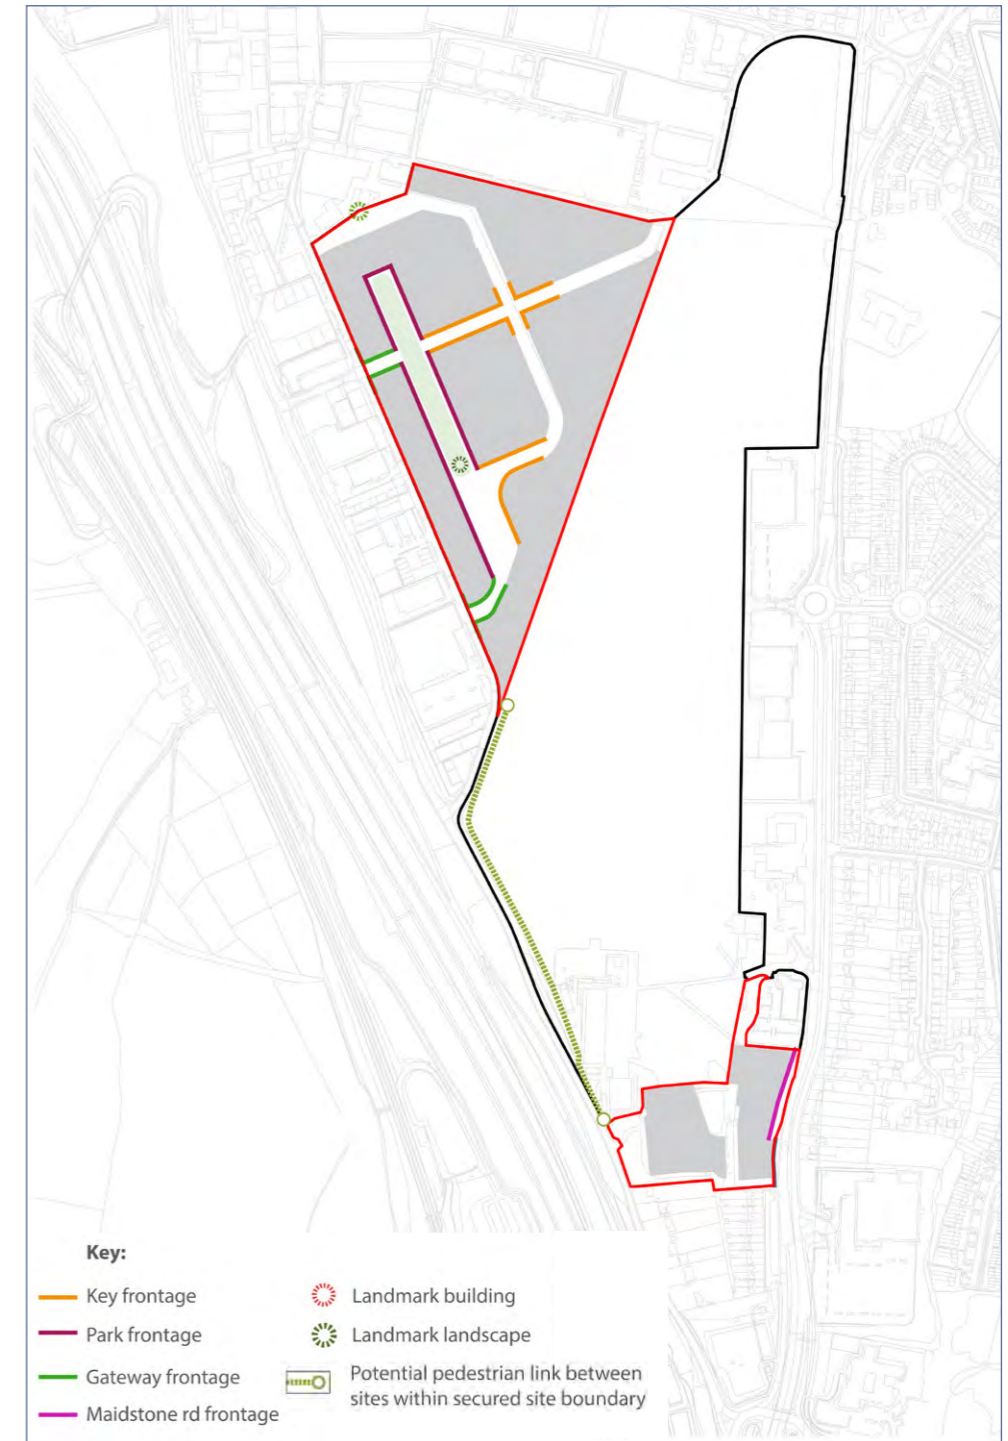 Key:
Key frontage
Park frontage
Gateway frontage
Maidstone rd frontage
Landmark building
Landmark landscape
Potential pedestrian link between
sites within secured site boundary